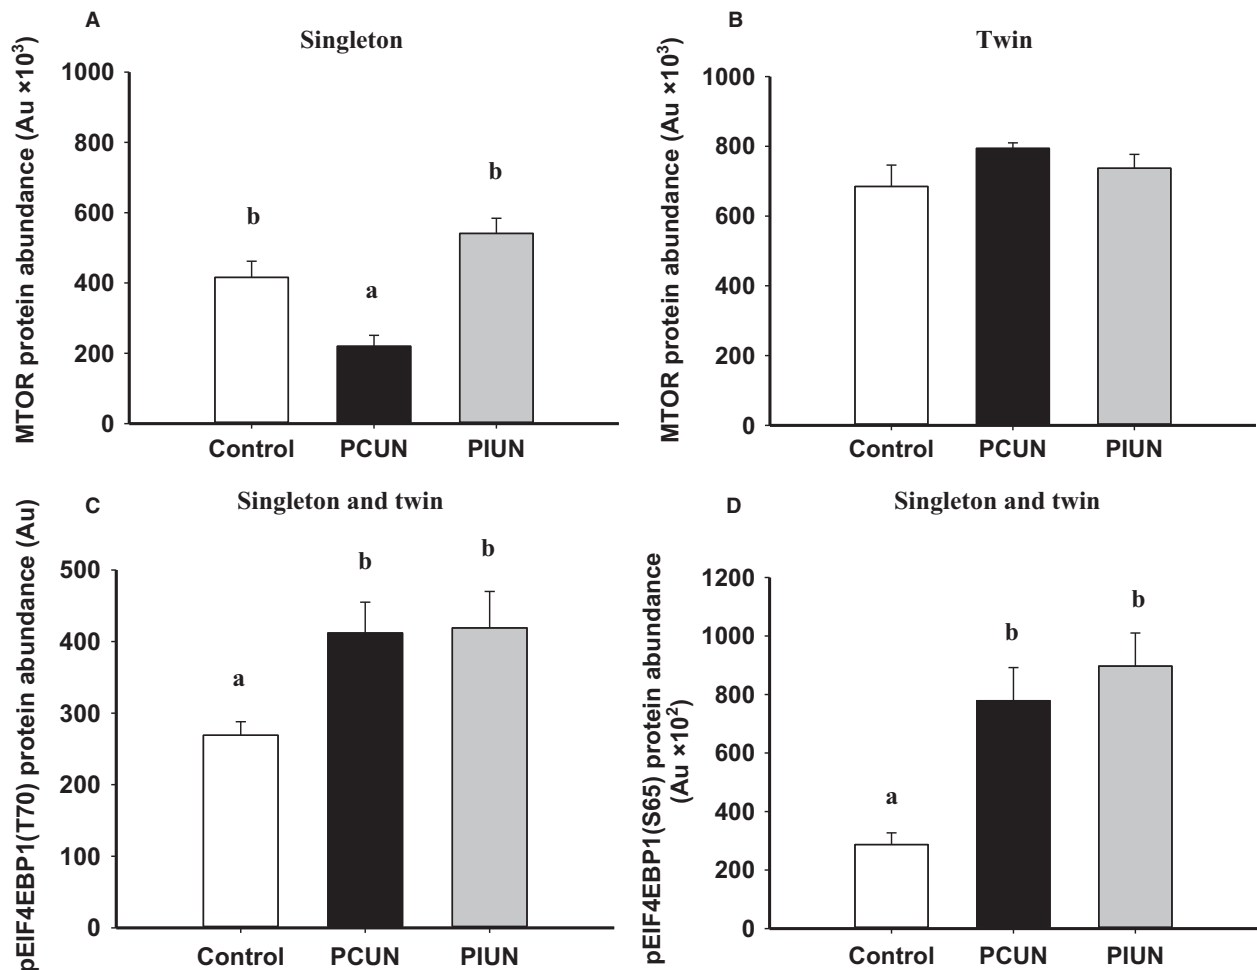 A
Singleton
MTOR protein abundance (Au ×10³)
1000
800
600
400
200
0
b
a
b
Control PCUN PIUN
B
Twin
MTOR protein abundance (Au ×10³)
1000
800
600
400
200
0
Control PCUN PIUN
C
Singleton and twin
pEIF4EBP1(T70) protein abundance (Au)
500
400
300
200
100
0
a
b
b
Control PCUN PIUN
D
Singleton and twin
pEIF4EBP1(S65) protein abundance
(Au ×10²)
1200
1000
800
600
400
200
0
a
b
b
Control PCUN PIUN